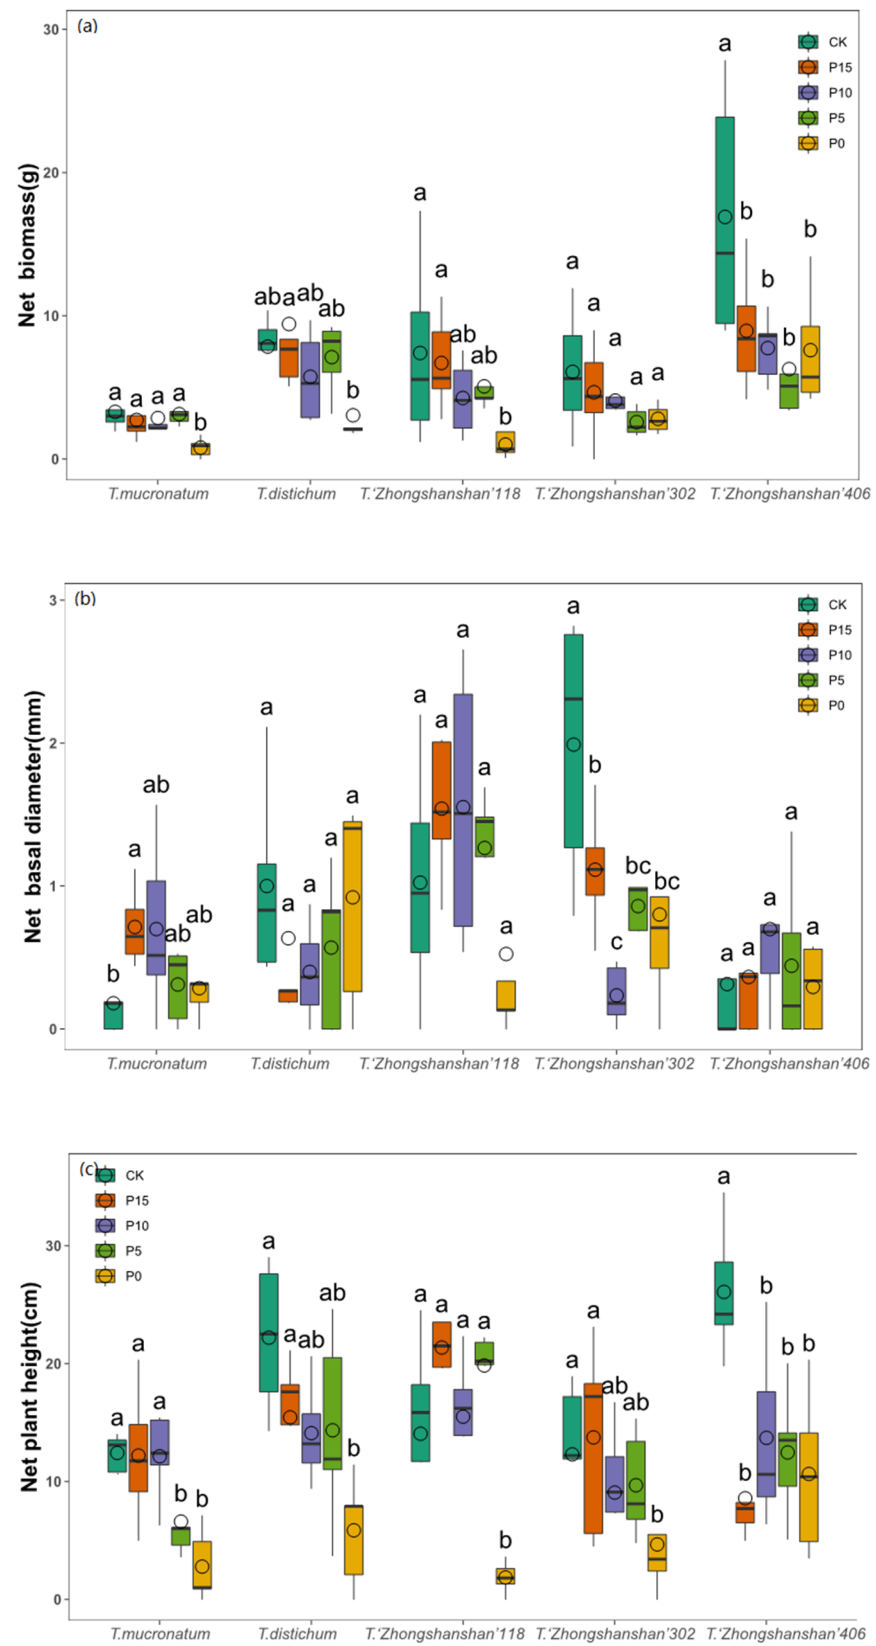 (a)
Net biomass(g)
30
20
10
0
CK
P15
P10
P5
P0
a a a a b
ab a ab ab b
a a ab ab b
a a a a a
a b b b b
T.mucronatum T.distichum T.‘Zhongshanshan’118 T.‘Zhongshanshan’302 T.‘Zhongshanshan’406
(b)
Net basal diameter(mm)
3
2
1
0
CK
P15
P10
P5
P0
b a ab ab ab
a a a a a
a a a a a
a b c bc bc
a a a a a
T.mucronatum T.distichum T.‘Zhongshanshan’118 T.‘Zhongshanshan’302 T.‘Zhongshanshan’406
(c)
Net plant height(cm)
30
20
10
0
CK
P15
P10
P5
P0
a a a b b
a a ab ab b
a a a a b
a a ab ab b
a b b b b
T.mucronatum T.distichum T.‘Zhongshanshan’118 T.‘Zhongshanshan’302 T.‘Zhongshanshan’406